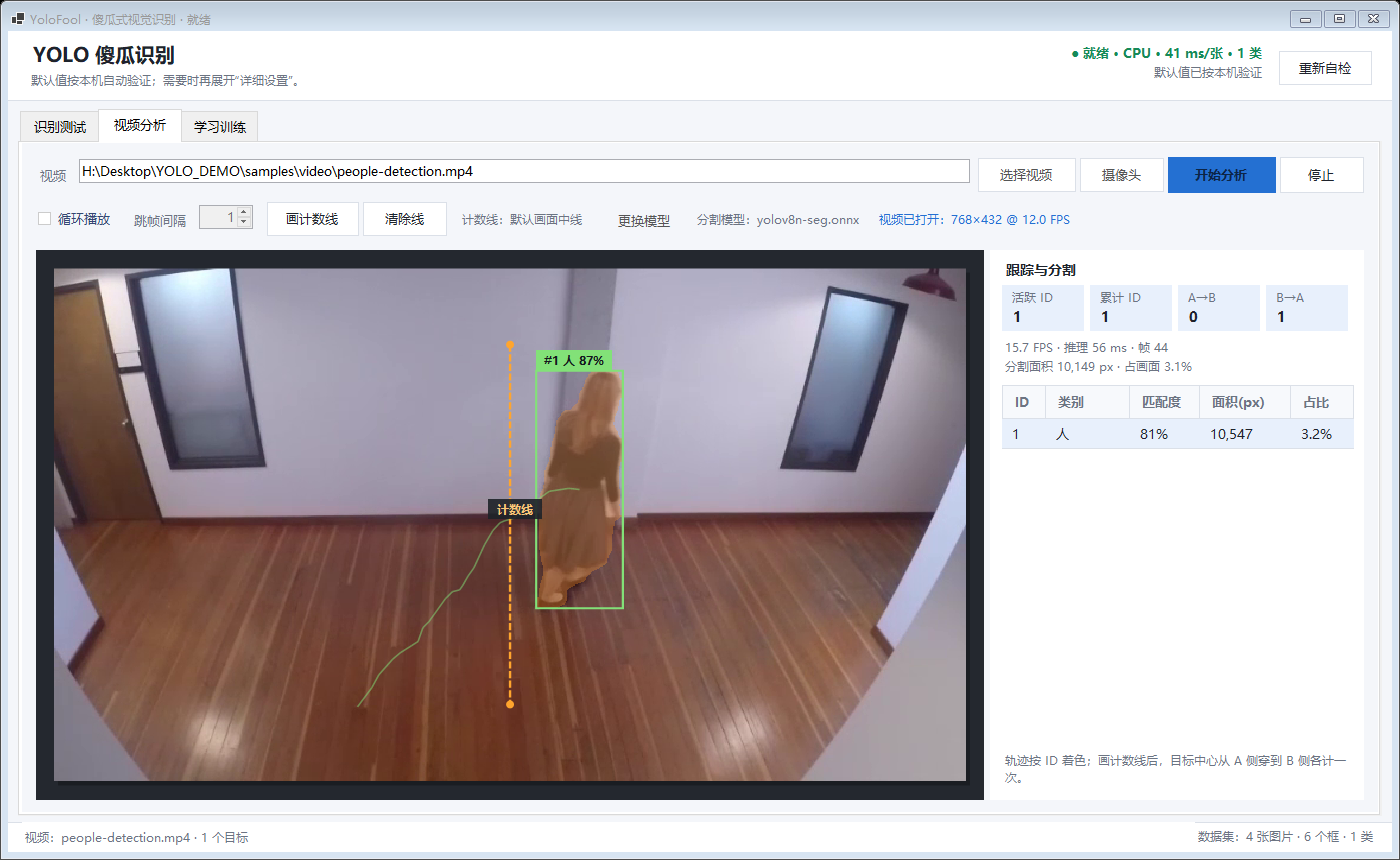 YoloFool · 傻瓜式视觉识别 · 就绪
YOLO 傻瓜识别
默认值按本机自动验证；需要时再展开“详细设置”。
● 就绪 • CPU • 41 ms/张 • 1 类
默认值已按本机验证
重新自检
识别测试 视频分析 学习训练
视频 H:\Desktop\YOLO_DEMO\samples\video\people-detection.mp4 选择视频 摄像头 开始分析 停止
循环播放 跳帧间隔 1 画计数线 清除线 计数线：默认画面中线 更换模型 分割模型：yolov8n-seg.onnx 视频已打开：768×432 @ 12.0 FPS
#1 人 87%
计数线
跟踪与分割
活跃 ID 累计 ID A→B B→A
1 1 0 1
15.7 FPS · 推理 56 ms · 帧 44
分割面积 10,149 px · 占画面 3.1%
ID 类别 匹配度 面积(px) 占比
1 人 81% 10,547 3.2%
轨迹按 ID 着色；画计数线后，目标中心从 A 侧穿到 B 侧各计一
次。
视频：people-detection.mp4 · 1 个目标
数据集：4 张图片 · 6 个框 · 1 类